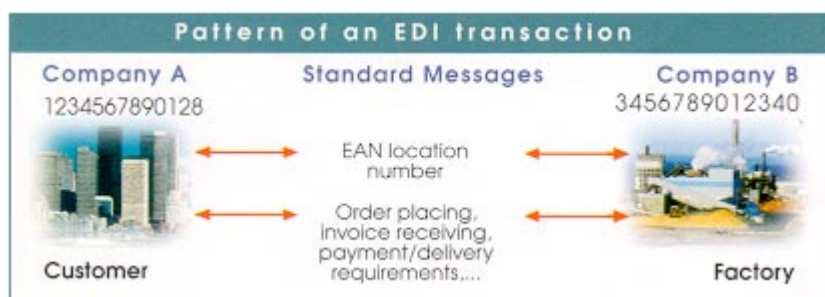 Pattern of an EDI transaction
Company A
Standard Messages
Company B
1234567890128
3456789012340
EAN location
number
Order placing,
invoice receiving,
payment/delivery
requirements,...
Customer
Factory